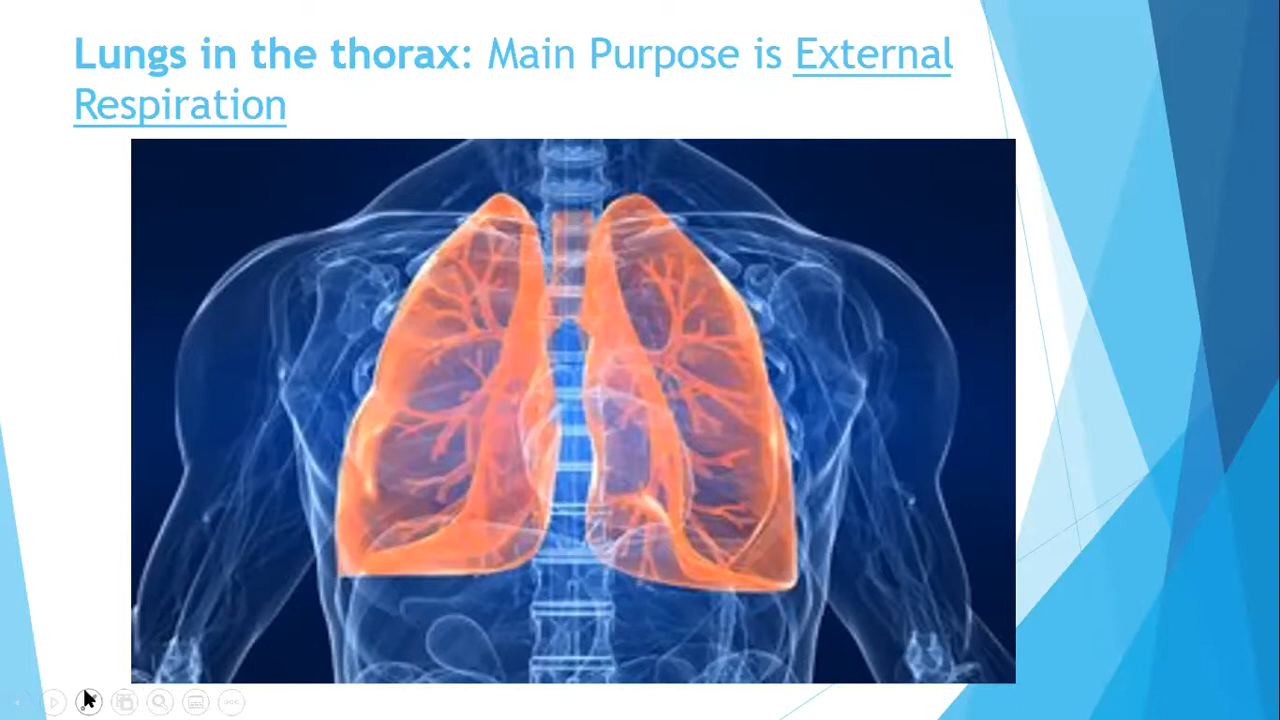 Lungs in the thorax: Main Purpose is External
Respiration